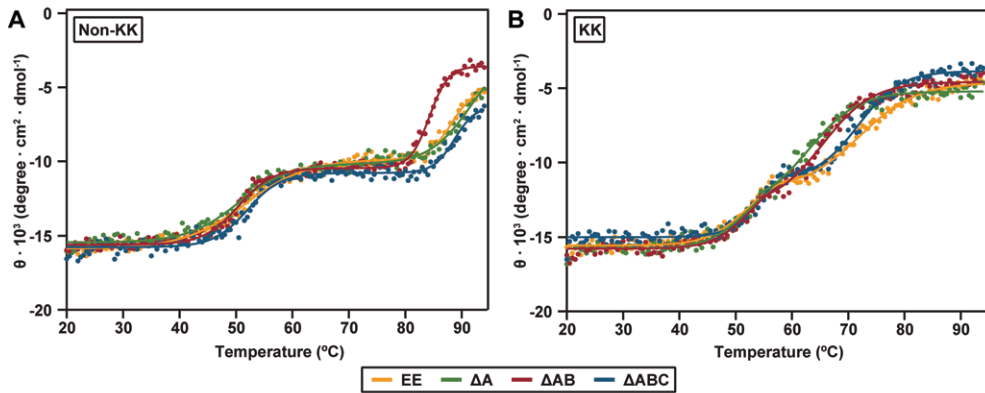 A
Non-KK
0
-5
-10
-15
-20
θ · 10³ (degree · cm² · dmol⁻¹)
20 30 40 50 60 70 80 90
Temperature (ºC)
B
KK
0
-5
-10
-15
-20
θ · 10³ (degree · cm² · dmol⁻¹)
20 30 40 50 60 70 80 90
Temperature (ºC)
EE ΔA ΔAB ΔABC